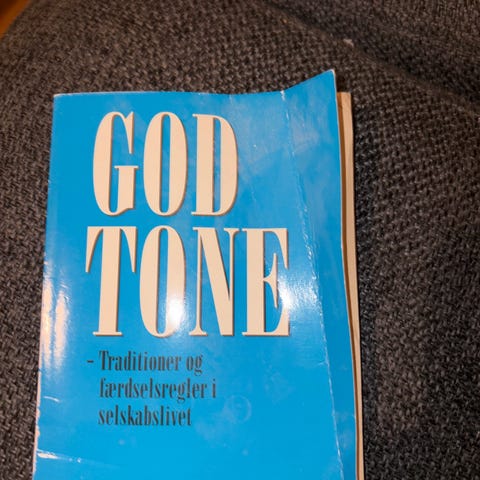 GOD
TONE
– Traditioner og
færdselsregler i
selskabslivet